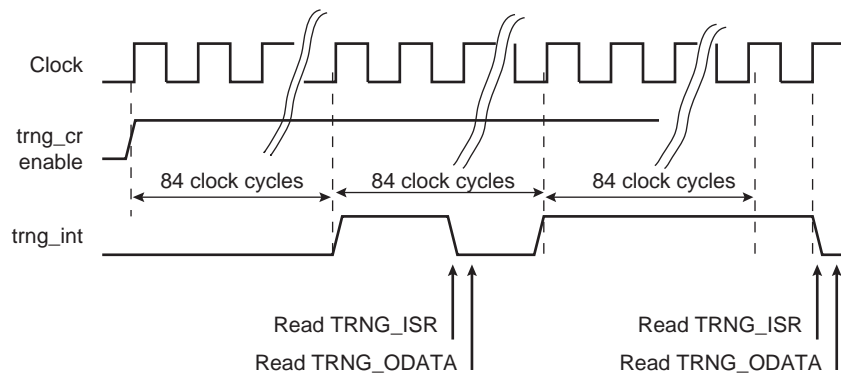 Clock
trng_cr
enable
84 clock cycles
84 clock cycles
84 clock cycles
trng_int
Read TRNG_ISR
Read TRNG_ISR
Read TRNG_ODATA
Read TRNG_ODATA